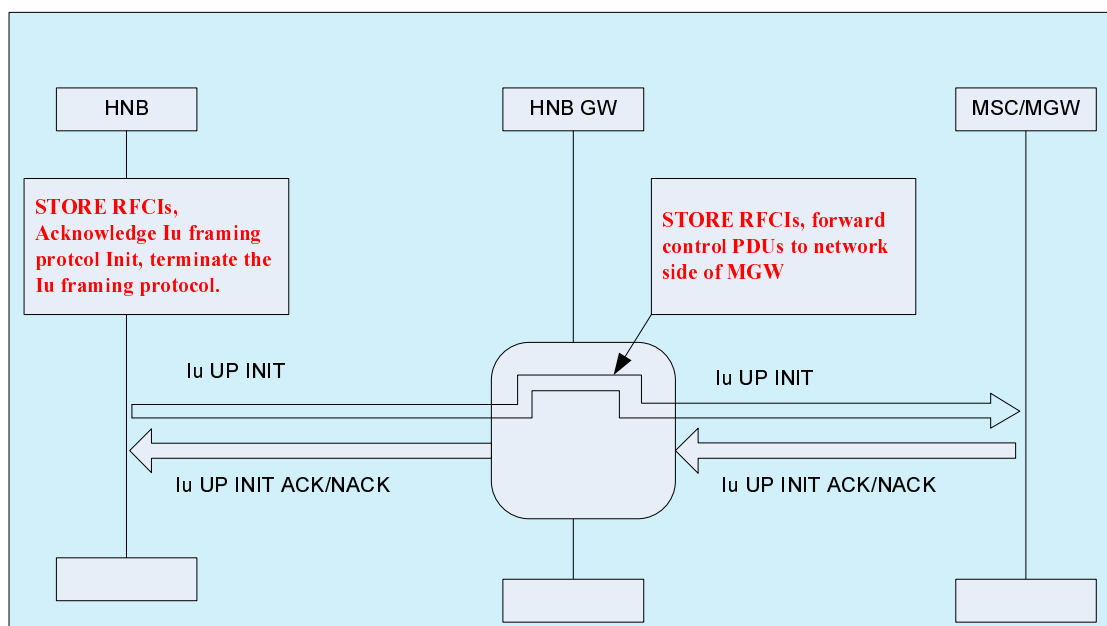 HNB
HNB GW
MSC/MGW
STORE RFCIs,
Acknowledge Iu framing
protcol Init, terminate the
Iu framing protocol.
STORE RFCIs, forward
control PDUs to network
side of MGW
Iu UP INIT
Iu UP INIT
Iu UP INIT ACK/NACK
Iu UP INIT ACK/NACK